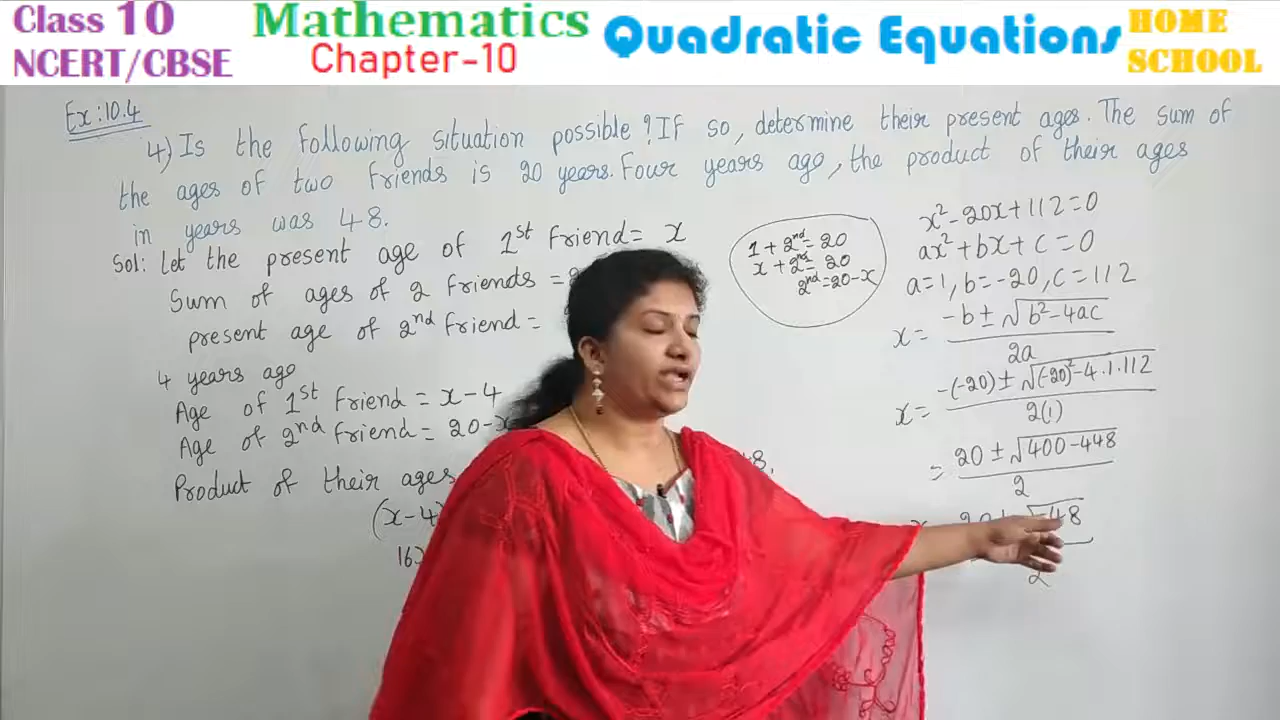 Class 10
NCERT/CBSE
Mathematics
Chapter-10
Quadratic Equations
HOME
SCHOOL
Ex:10.4
4) Is the following situation possible? If so, determine their present ages. The sum of
the ages of two friends is 20 years. Four years ago, the product of their ages
in years was 48.
Sol: Let the present age of 1st friend = x
Sum of ages of 2 friends =
present age of 2nd friend =
4 years ago
Age of 1st friend = x-4
Age of 2nd friend = 20-x
Product of their ages
48.
(x-4)
1+2nd=20
x+2nd=20
2nd=20-x
x²-20x+112=0
ax²+bx+c=0
a=1, b=-20, c=112
x= -b±√b²-4ac
2a
x= -(-20)±√(-20)²-4.1.112
2(1)
= 20±√400-448
2
√-48
2